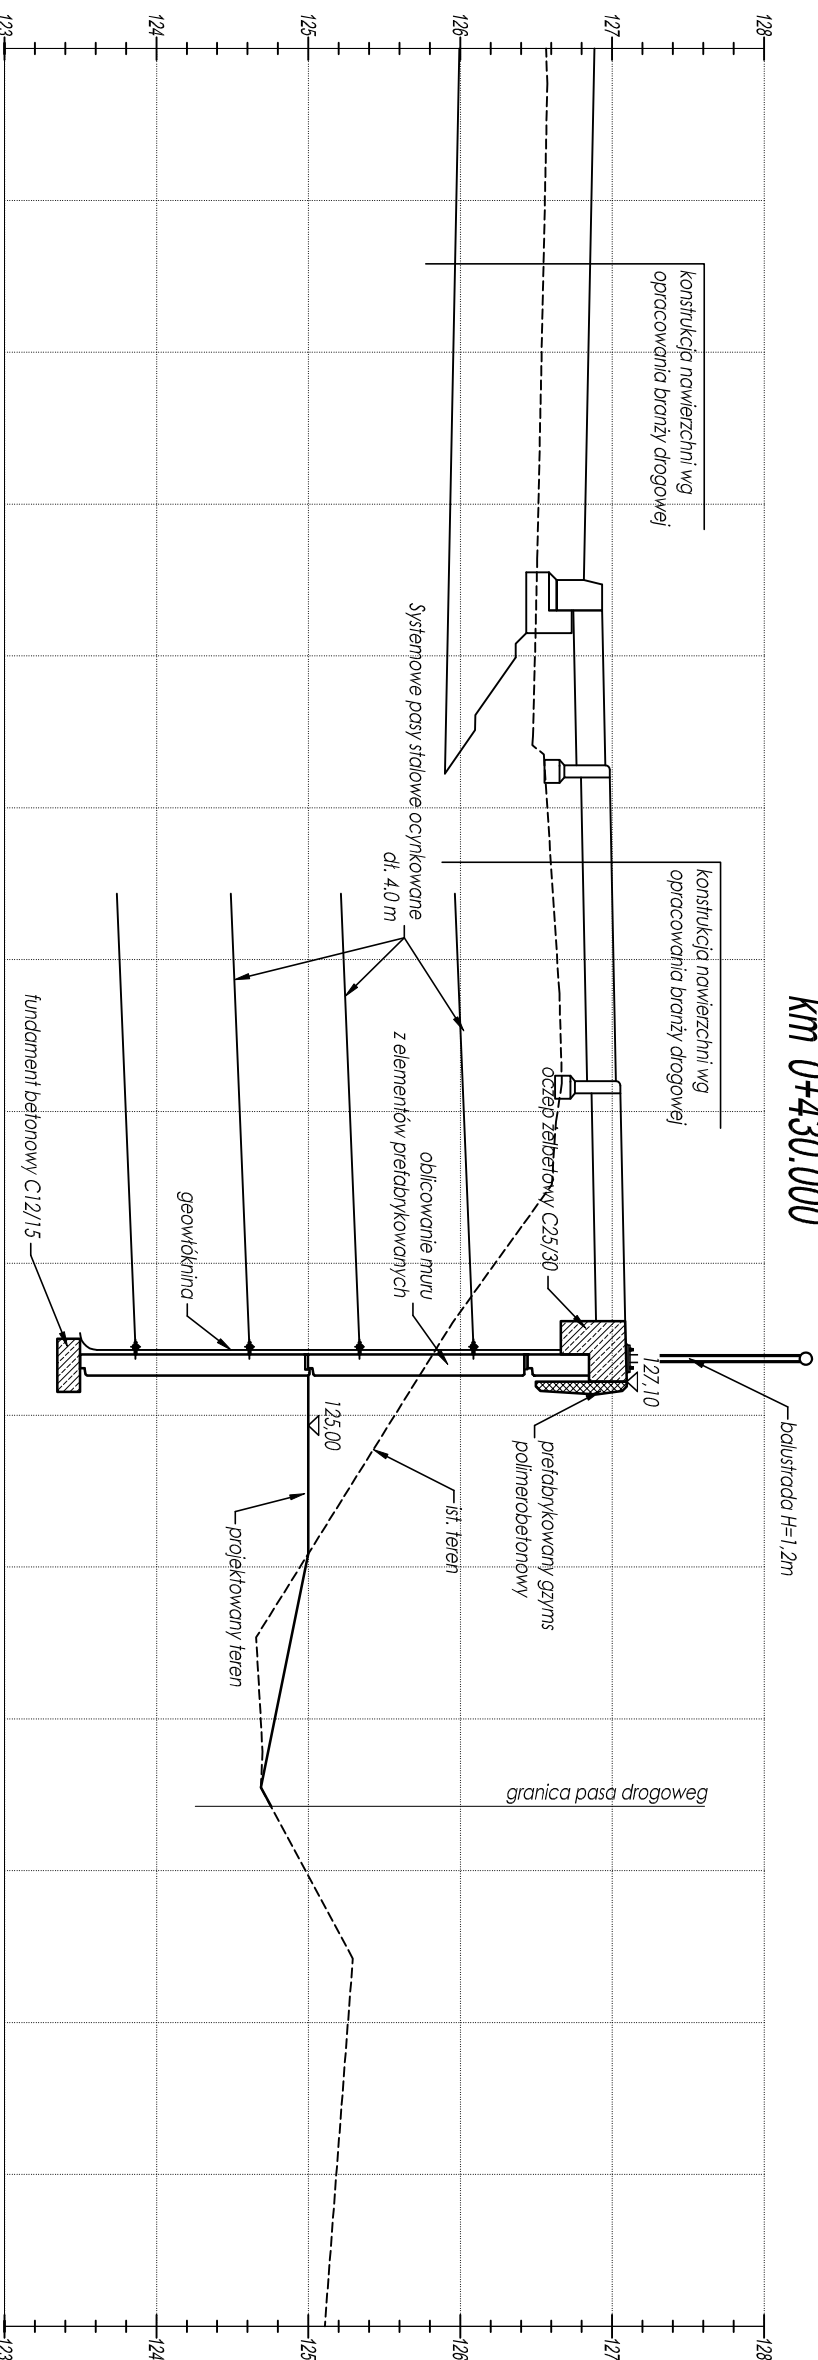 km 0+430.000
128
127
126
125
124
123
konstrukcja nawierzchni wg
opracowania branży drogowej
konstrukcja nawierzchni wg
opracowania branży drogowej
balustrada H=1,2m
127,10
granica pasa drogoweg
oczep żelbetowy C25/30
prefabrykowany gzyms
polimerobetonowy
Systemowe pasy stalowe ocynkowane
dł. 4.0 m
oblicowanie muru
z elementów prefabrykowanych
ist. teren
125,00
geowłóknina
projektowany teren
fundament betonowy C12/15
128
127
126
125
124
123